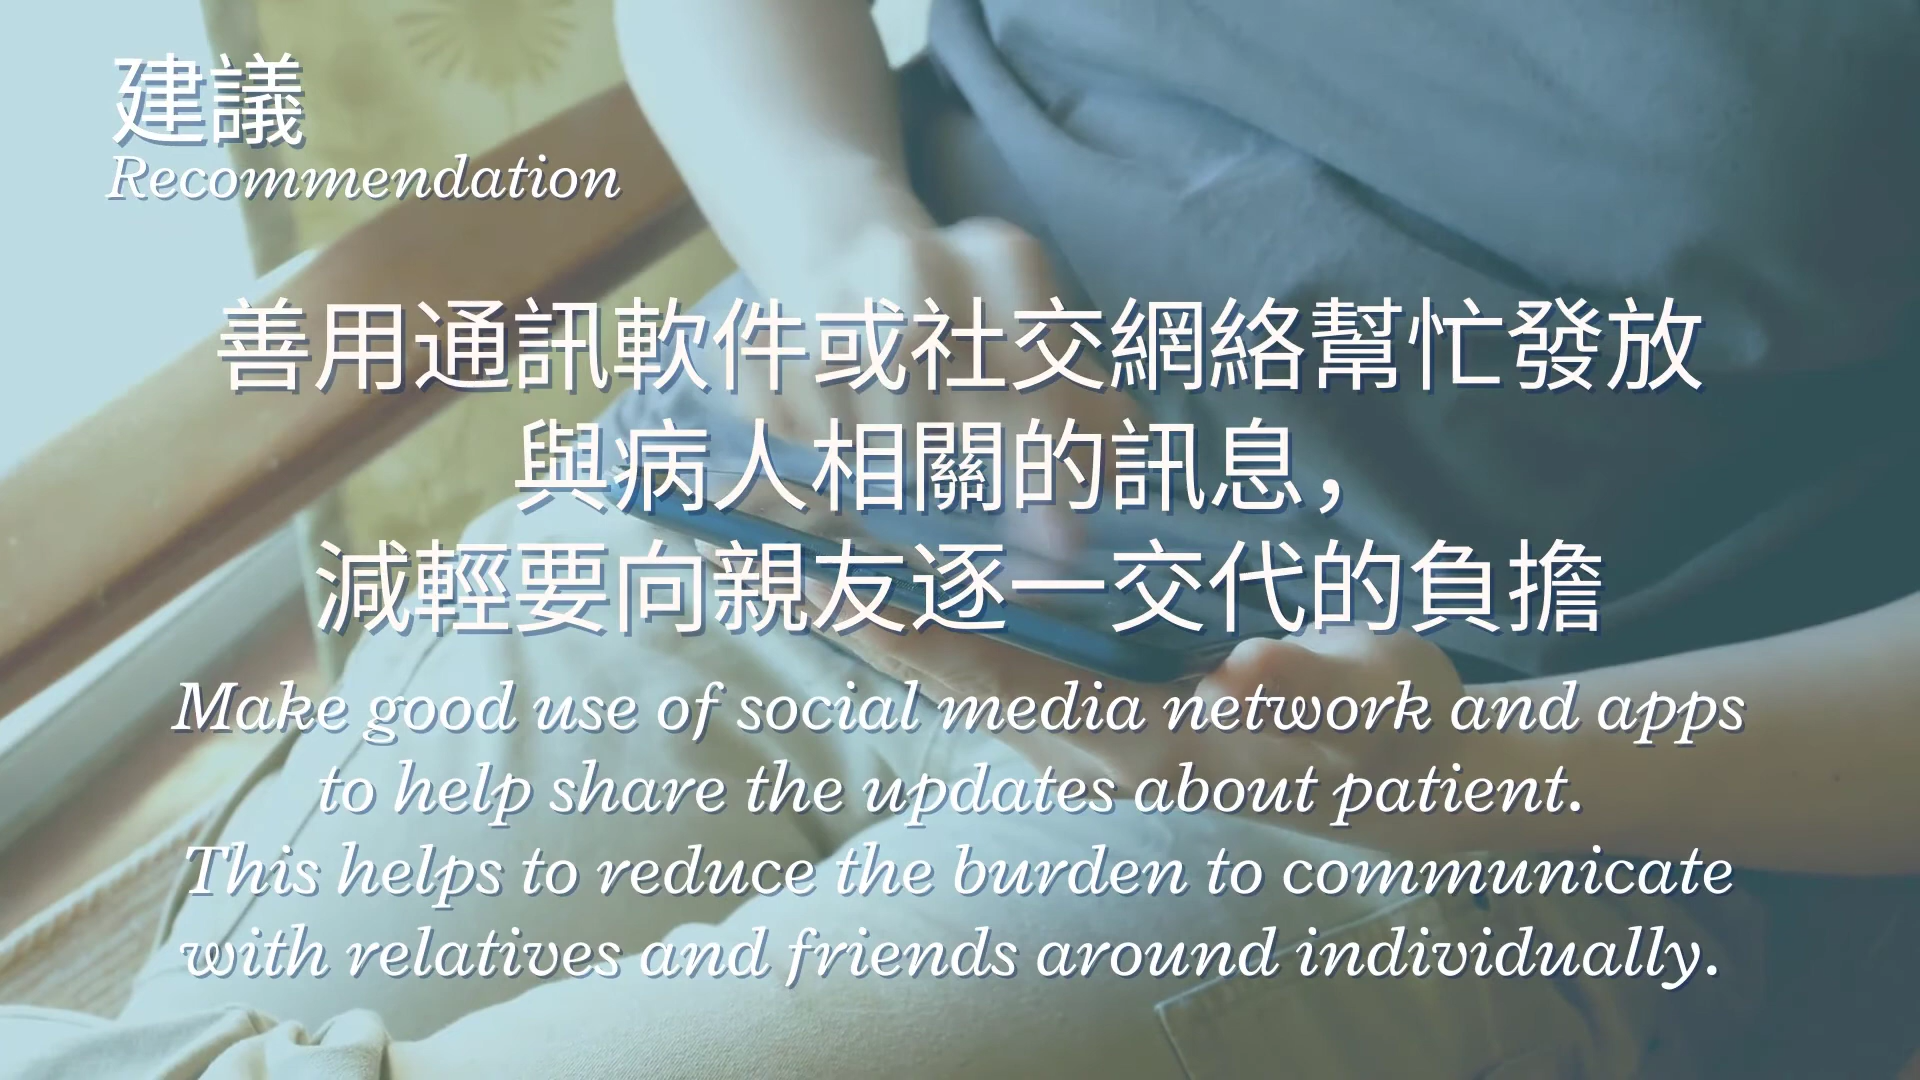 建議
Recommendation
善用通訊軟件或社交網絡幫忙發放
與病人相關的訊息，
減輕要向親友逐一交代的負擔
Make good use of social media network and apps
to help share the updates about patient.
This helps to reduce the burden to communicate
with relatives and friends around individually.